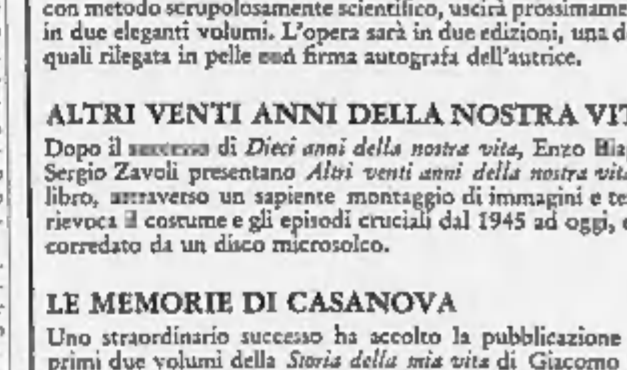 con metodo scrupolosamente scientifico, uscirà prossimame
in due eleganti volumi. L'opera sarà in due edizioni, una d
quali rilegata in pelle con firma autografa dell'autrice.
ALTRI VENTI ANNI DELLA NOSTRA VIT
Dopo il successo di Dieci anni della nostra vita, Enzo Biag
Sergio Zavoli presentano Altri venti anni della nostra vita
libro, attraverso un sapiente montaggio di immagini e te
rievoca il costume e gli episodi cruciali dal 1945 ad oggi, e
corredato da un disco microsolco.
LE MEMORIE DI CASANOVA
Uno straordinario successo ha accolto la pubblicazione
primi due volumi della Storia della mia vita di Giacomo